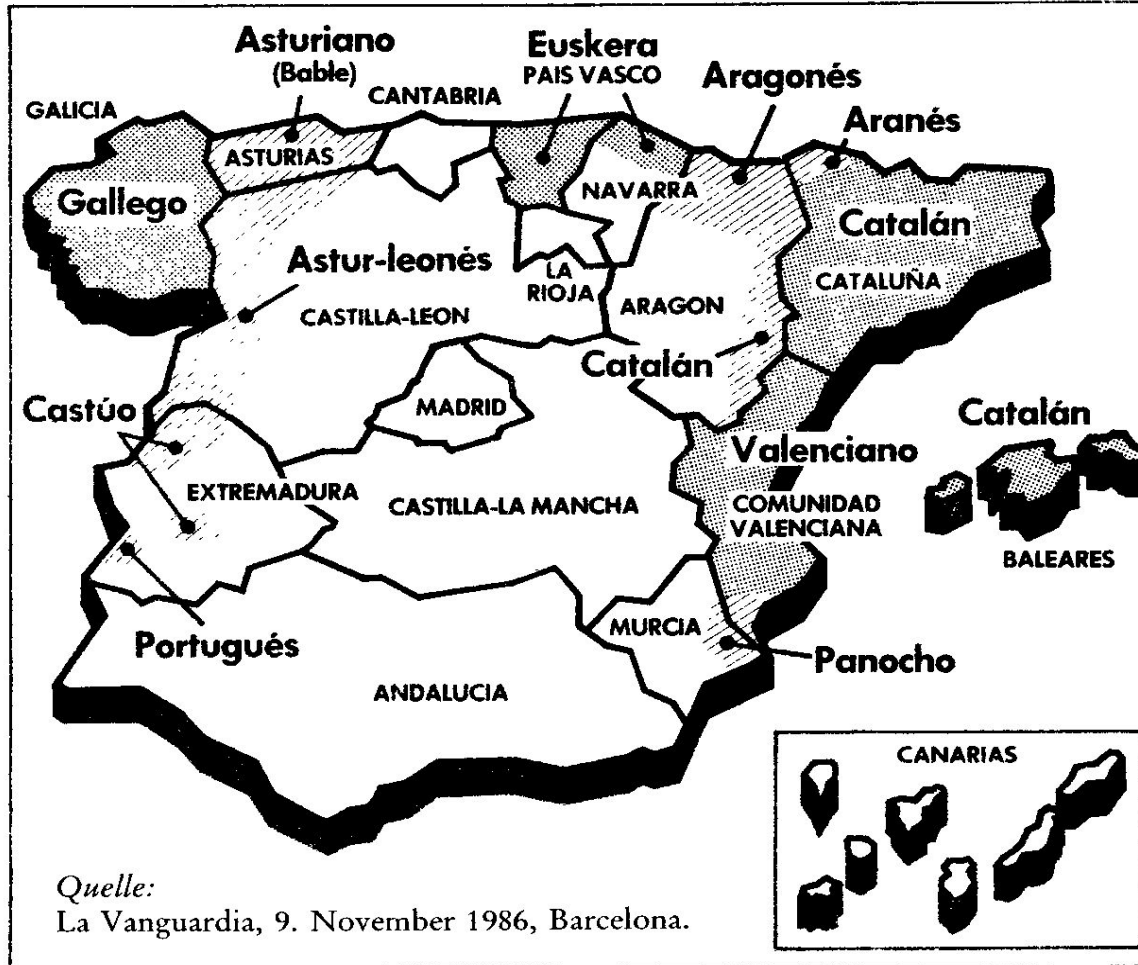 Asturiano
(Bable)
Euskera
PAIS VASCO
Aragonés
CANTABRIA
GALICIA
Aranés
ASTURIAS
NAVARRA
Gallego
Catalán
Astur-leonés
LA
RIOJA
CATALUÑA
ARAGON
CASTILLA-LEON
Catalán
MADRID
Castúo
Catalán
Valenciano
EXTREMADURA
CASTILLA-LA MANCHA
COMUNIDAD
VALENCIANA
BALEARES
MURCIA
Portugués
Panocho
ANDALUCIA
CANARIAS
Quelle:
La Vanguardia, 9. November 1986, Barcelona.